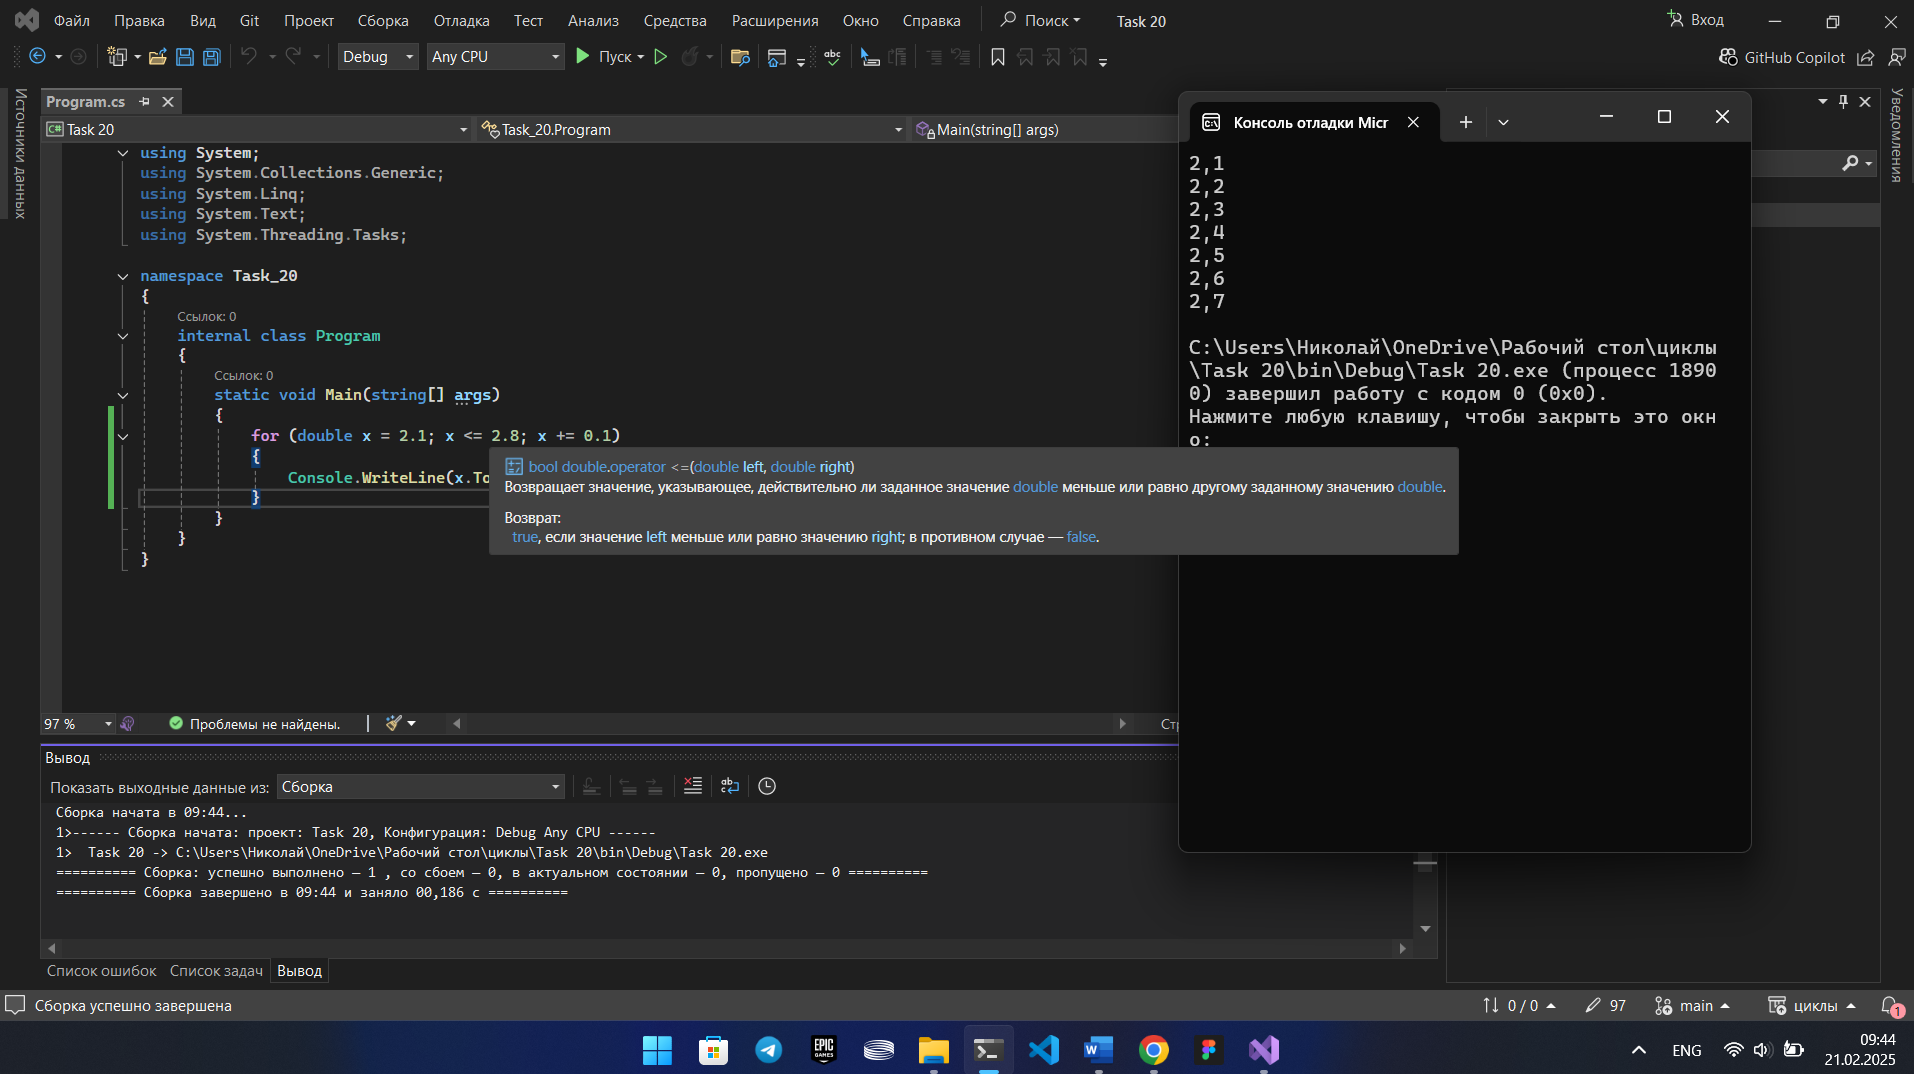 Файл Правка Вид Git Проект Сборка Отладка Тест Анализ Средства Расширения Окно Справка Поиск Task 20 Вход
Debug Any CPU Пуск abc GitHub Copilot
Источники данных
Уведомления
Program.cs
C# Task 20 Task_20.Program Main(string[] args)
using System;
using System.Collections.Generic;
using System.Linq;
using System.Text;
using System.Threading.Tasks;
namespace Task_20
{
Ссылок: 0
internal class Program
{
Ссылок: 0
static void Main(string[] args)
{
for (double x = 2.1; x <= 2.8; x += 0.1)
{
Console.WriteLine(x.To
}
}
}
}
bool double.operator <=(double left, double right)
Возвращает значение, указывающее, действительно ли заданное значение double меньше или равно другому заданному значению double.
Возврат:
true, если значение left меньше или равно значению right; в противном случае — false.
Консоль отладки Micr
2,1
2,2
2,3
2,4
2,5
2,6
2,7
C:\Users\Николай\OneDrive\Рабочий стол\циклы
\Task 20\bin\Debug\Task 20.exe (процесс 1890
0) завершил работу с кодом 0 (0x0).
Нажмите любую клавишу, чтобы закрыть это окн
о:
97 % Проблемы не найдены. Ст
Вывод
Показать выходные данные из: Сборка
Сборка начата в 09:44...
1>------ Сборка начата: проект: Task 20, Конфигурация: Debug Any CPU ------
1>  Task 20 -> C:\Users\Николай\OneDrive\Рабочий стол\циклы\Task 20\bin\Debug\Task 20.exe
========== Сборка: успешно выполнено — 1 , со сбоем — 0, в актуальном состоянии — 0, пропущено — 0 ==========
========== Сборка завершено в 09:44 и заняло 00,186 с ==========
Список ошибок Список задач Вывод
Сборка успешно завершена 0 / 0 97 main циклы 1
EPIC GAMES
ENG
09:44
21.02.2025